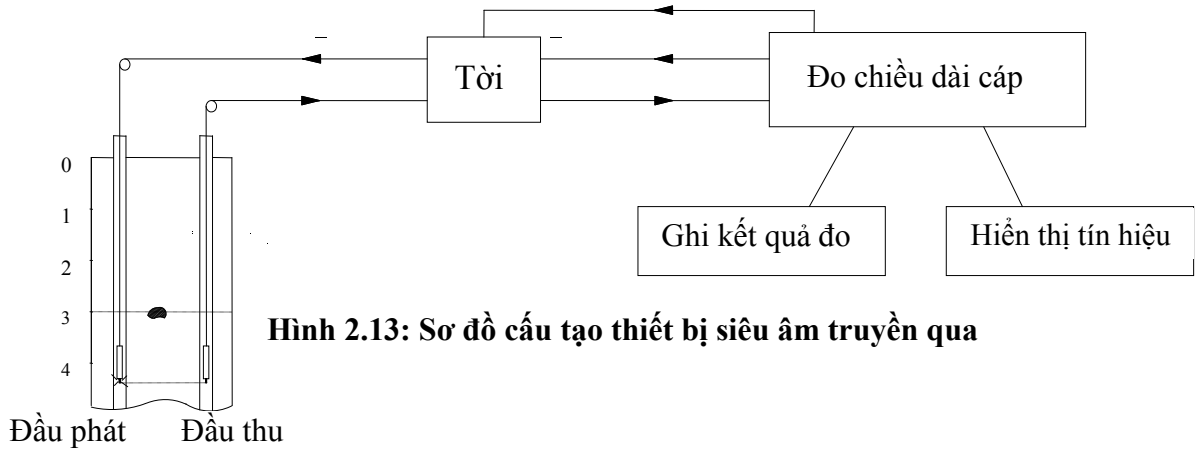 Tời
Đo chiều dài cáp
0
1
2
3
4
Ghi kết quả đo
Hiển thị tín hiệu
Hình 2.13: Sơ đồ cấu tạo thiết bị siêu âm truyền qua
Đầu phát
Đầu thu